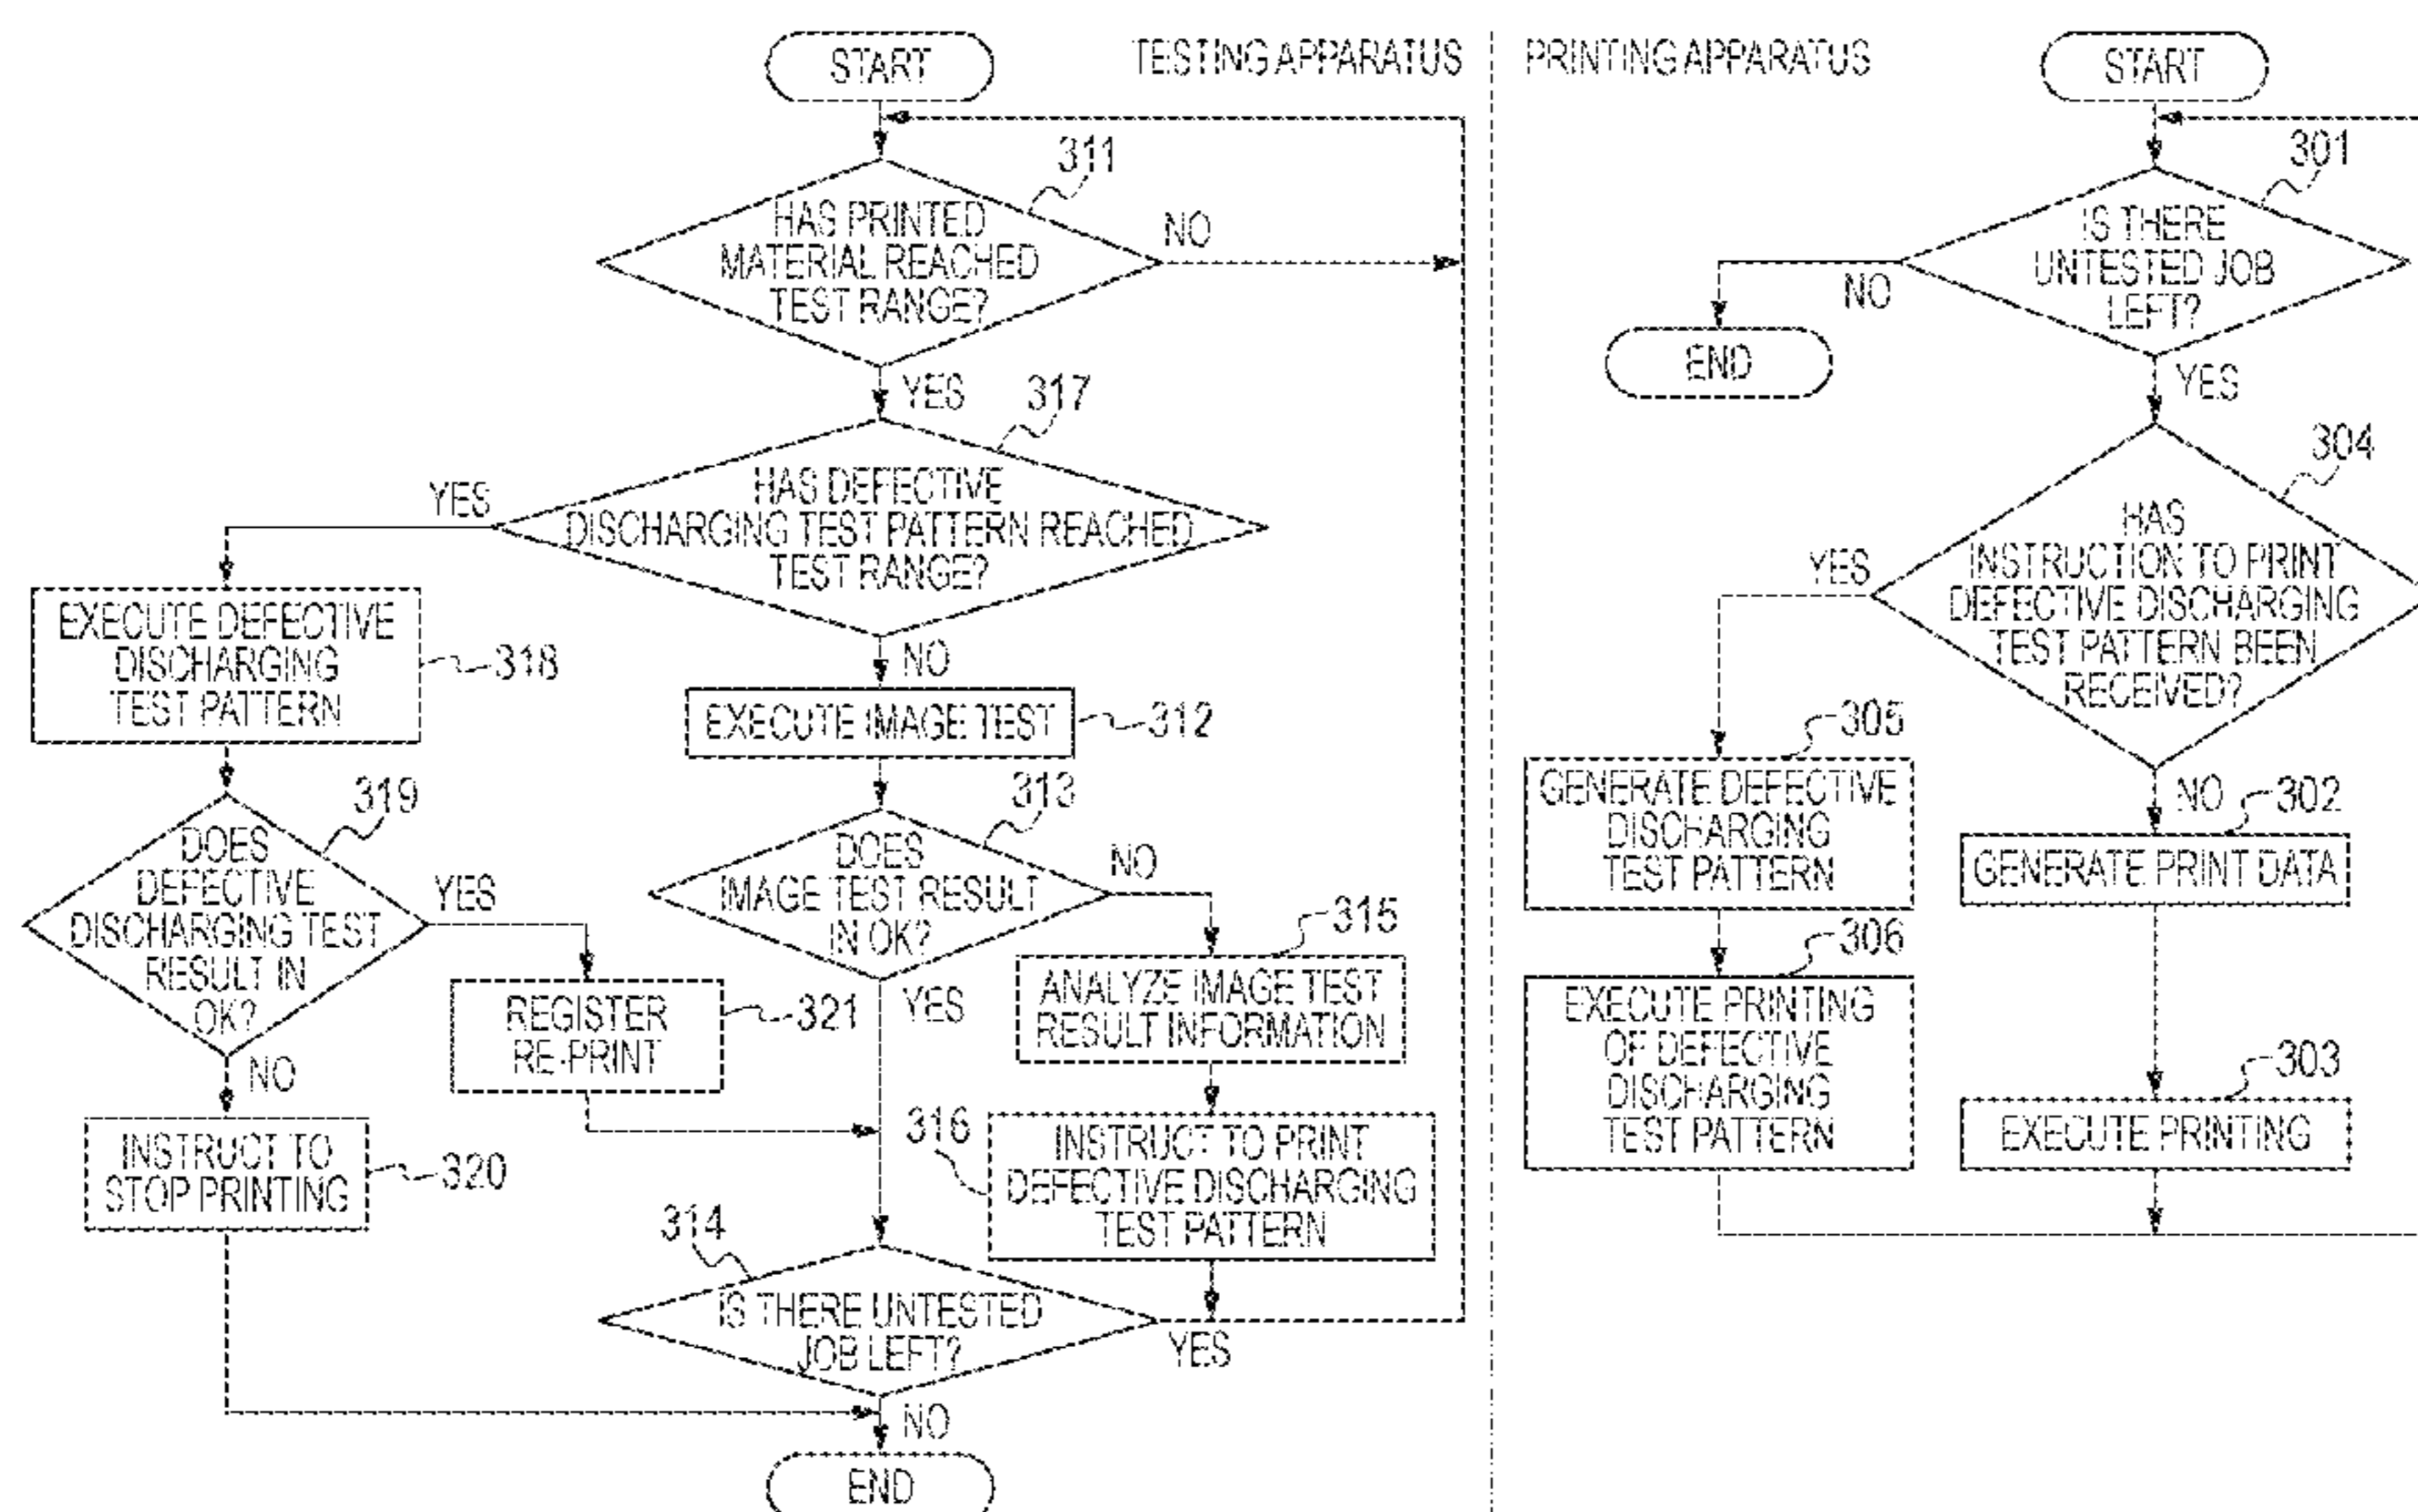 START
TESTING APPARATUS
311
HAS PRINTED
MATERIAL REACHED
TEST RANGE?
NO
YES
317
HAS DEFECTIVE
DISCHARGING TEST PATTERN REACHED
TEST RANGE?
YES
NO
EXECUTE DEFECTIVE
DISCHARGING
TEST PATTERN
318
EXECUTE IMAGE TEST
312
319
DOES
DEFECTIVE
DISCHARGING TEST
RESULT IN
OK?
YES
NO
313
DOES
IMAGE TEST RESULT
IN OK?
NO
YES
315
ANALYZE IMAGE TEST
RESULT INFORMATION
REGISTER
RE-PRINT
321
INSTRUCT TO
STOP PRINTING
320
316
INSTRUCT TO PRINT
DEFECTIVE DISCHARGING
TEST PATTERN
314
IS THERE UNTESTED
JOB LEFT?
YES
NO
END
PRINTING APPARATUS
START
301
IS THERE
UNTESTED JOB
LEFT?
NO
END
YES
304
HAS
INSTRUCTION TO PRINT
DEFECTIVE DISCHARGING
TEST PATTERN BEEN
RECEIVED?
YES
NO
305
GENERATE DEFECTIVE
DISCHARGING
TEST PATTERN
302
GENERATE PRINT DATA
306
EXECUTE PRINTING
OF DEFECTIVE
DISCHARGING
TEST PATTERN
303
EXECUTE PRINTING